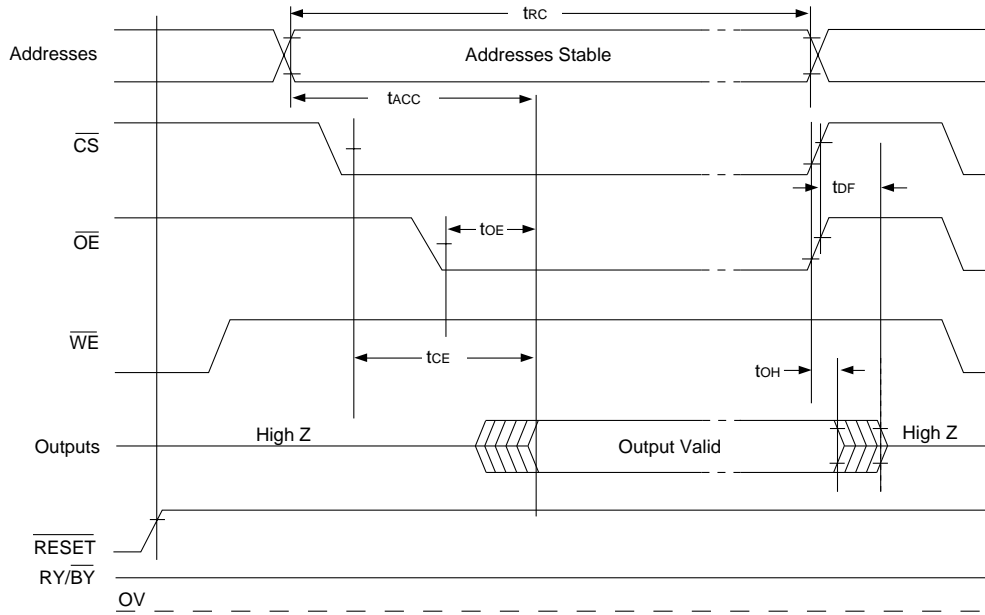 tRC
Addresses
Addresses Stable
tACC
CS
tDF
OE
tOE
WE
tCE
tOH
High Z
Outputs
Output Valid
High Z
RESET
RY/BY
OV